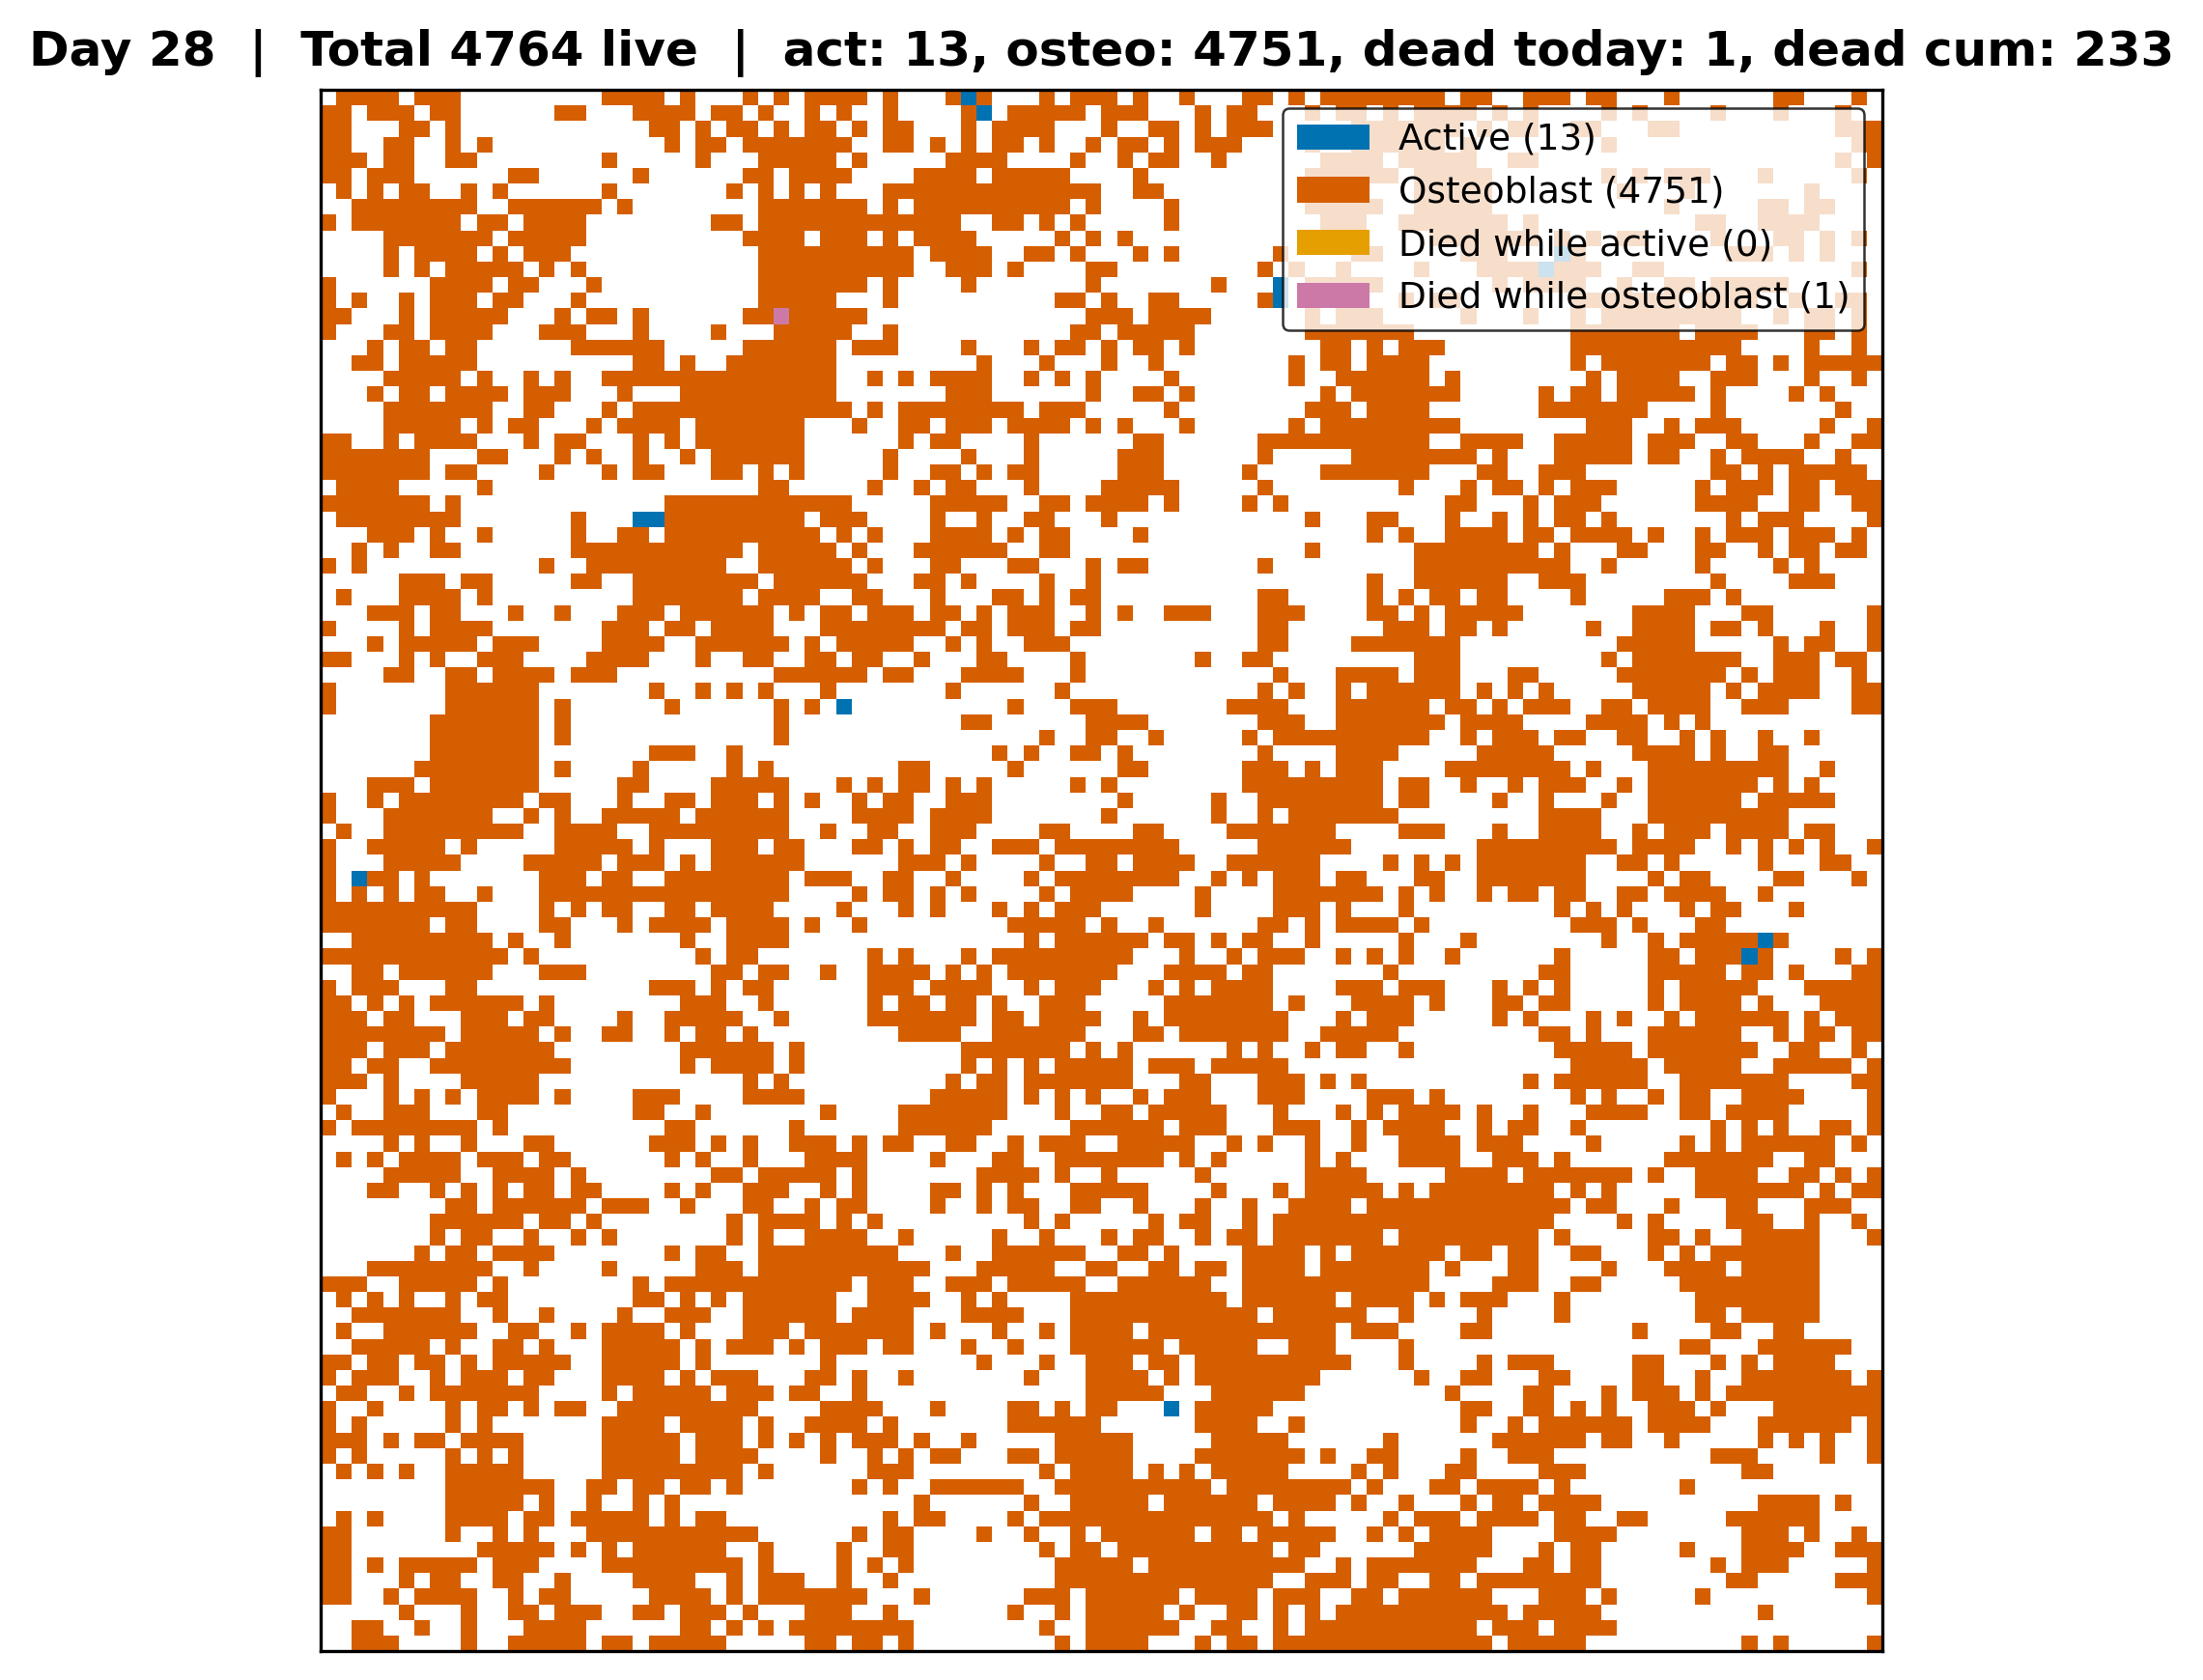 Day 28 | Total 4764 live | act: 13, osteo: 4751, dead today: 1, dead cum: 233
Active (13)
Osteoblast (4751)
Died while active (0)
Died while osteoblast (1)